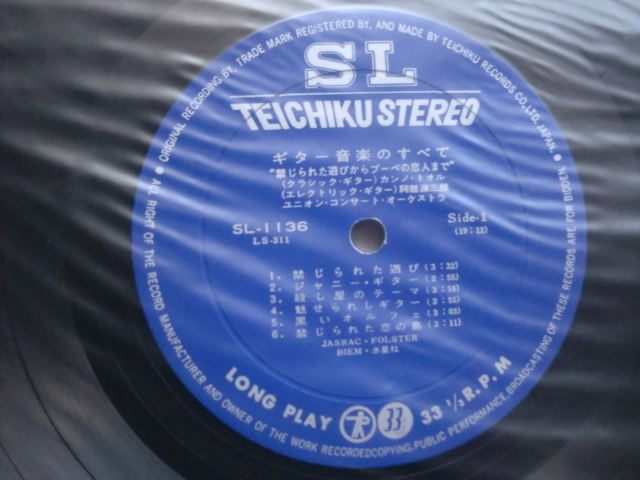 ORIGINAL RECORDING BY, TRADE MARK REGISTERED BY, AND MADE BY TEICHIKU RECORDS CO., LTD, JAPAN.
SL
TEICHIKU STEREO
ギター音楽のすべて
“禁じられた遊びからブーベの恋人まで”
(クラシック・ギター) カンノ・トオル
(エレクトリック・ギター) 阿部源三郎
ユニオン・コンサート・オーケストラ
SL-1136
LS-311
Side-1
(19:13)
1. 禁じられた遊び (3:32)
2. ジャニー・ギター (2:55)
3. 殺し屋のテーマ (3:16)
4. 魅せられしギター (2:55)
5. 黒いオルフェ (3:03)
6. 禁じられた恋の島 (3:11)
JASRAC・FOLSTER
BIEM・水星社
LONG PLAY 33 33 1/3 R.P.M
ALL RIGHT OF THE RECORD MANUFACTURER AND OWNER OF THE WORK RECORDED COPYING, PUBLIC PERFORMANCE, BROADCASTING OF THESE RECORDS ARE FOR BIDDEN.